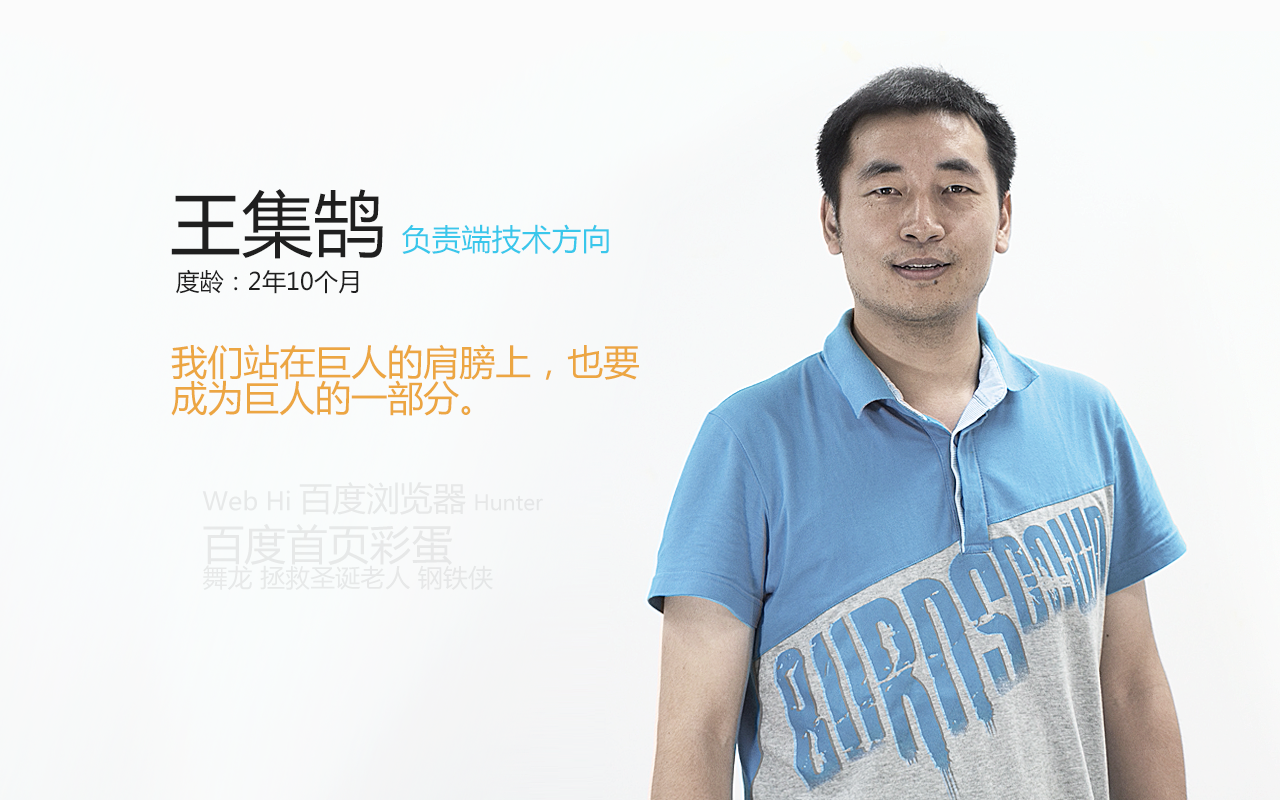 王集鹄 负责端技术方向
度龄：2年10个月
我们站在巨人的肩膀上，也要
成为巨人的一部分。
Web Hi 百度浏览器 Hunter
百度首页彩蛋
舞龙 拯救圣诞老人 钢铁侠